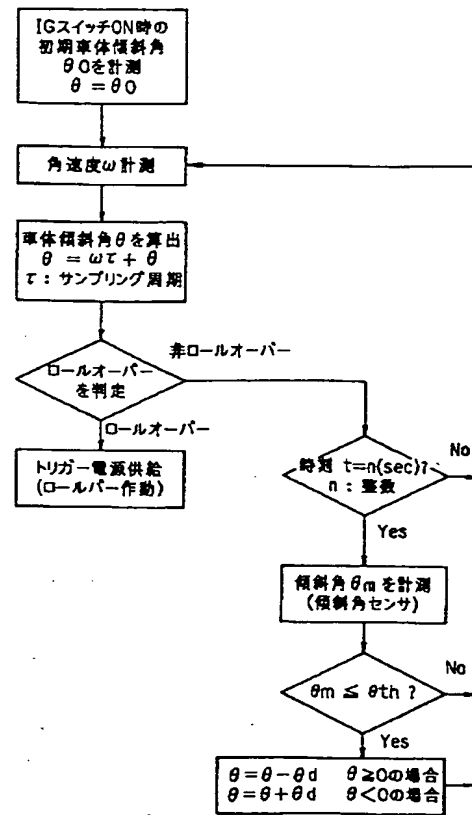 IGスイッチON時の
初期車体傾斜角
θ0を計測
θ = θ0
角速度ω計測
車体傾斜角θを算出
θ = ωτ + θ
τ : サンプリング周期
ロールオーバー
を判定
非ロールオーバー
ロールオーバー
トリガー電源供給
(ロールバー作動)
時刻 t=n(sec)?
n : 整数
No
Yes
傾斜角θmを計測
(傾斜角センサ)
θm ≦ θth ?
No
Yes
θ=θ-θd θ≧0の場合
θ=θ+θd θ<0の場合